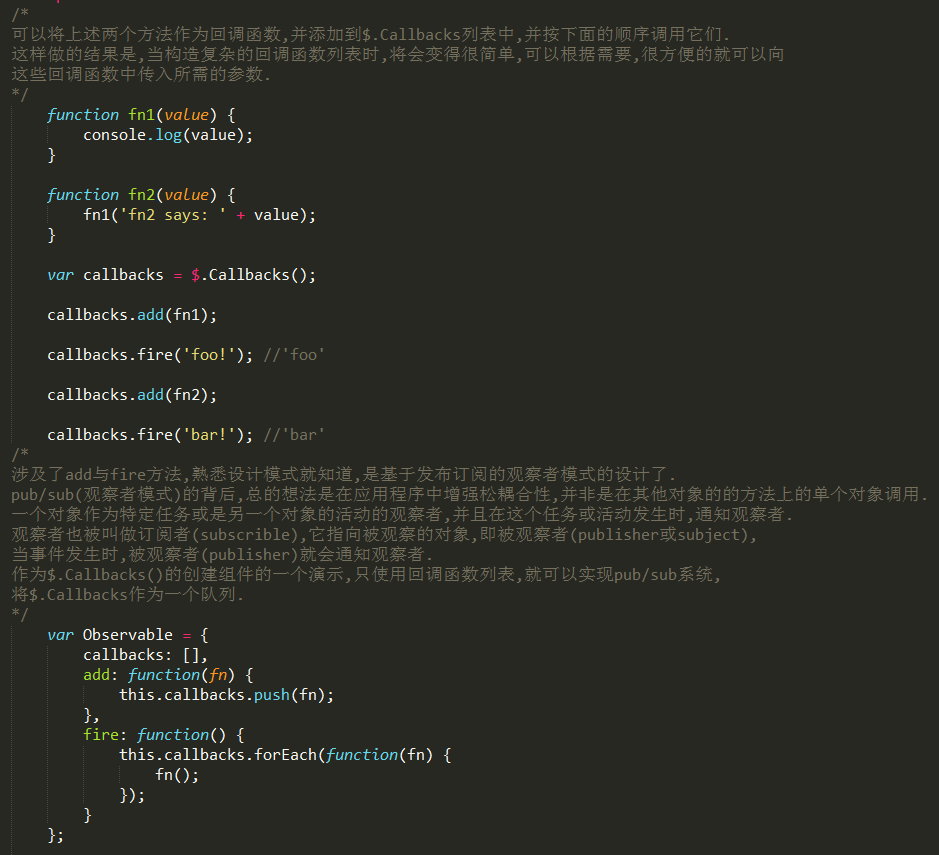 /*
可以将上述两个方法作为回调函数,并添加到$.Callbacks列表中,并按下面的顺序调用它们.
这样做的结果是,当构造复杂的回调函数列表时,将会变得很简单,可以根据需要,很方便的就可以向
这些回调函数中传入所需的参数.
*/
function fn1(value) {
console.log(value);
}
function fn2(value) {
fn1('fn2 says: ' + value);
}
var callbacks = $.Callbacks();
callbacks.add(fn1);
callbacks.fire('foo!'); //'foo'
callbacks.add(fn2);
callbacks.fire('bar!'); //'bar'
/*
涉及了add与fire方法,熟悉设计模式就知道,是基于发布订阅的观察者模式的设计了.
pub/sub(观察者模式)的背后,总的想法是在应用程序中增强松耦合性,并非是在其他对象的的方法上的单个对象调用.
一个对象作为特定任务或是另一个对象的活动的观察者,并且在这个任务或活动发生时,通知观察者.
观察者也被叫做订阅者(subscrible),它指向被观察的对象,即被观察者(publisher或subject),
当事件发生时,被观察者(publisher)就会通知观察者.
作为$.Callbacks()的创建组件的一个演示,只使用回调函数列表,就可以实现pub/sub系统,
将$.Callbacks作为一个队列.
*/
var Observable = {
callbacks: [],
add: function(fn) {
this.callbacks.push(fn);
},
fire: function() {
this.callbacks.forEach(function(fn) {
fn();
});
}
};